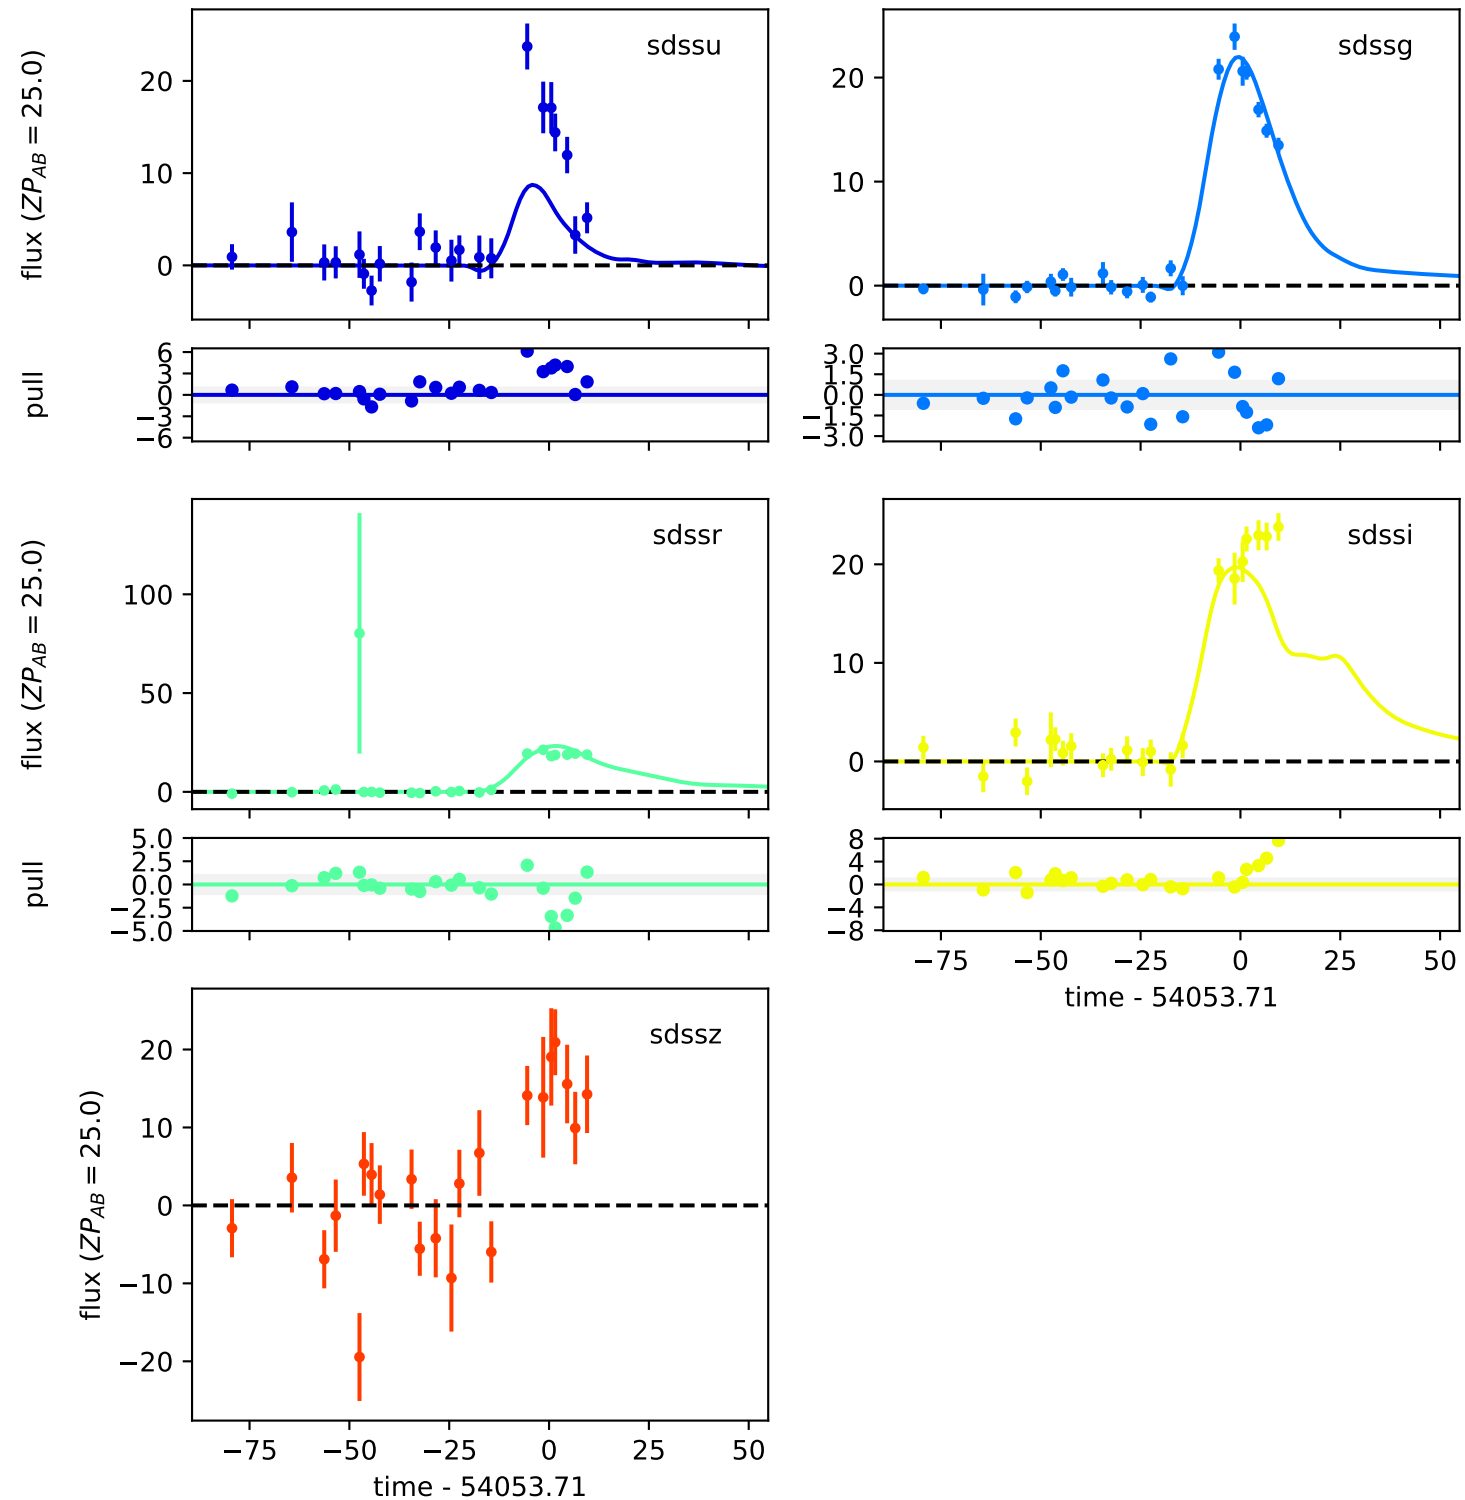 sdssu
flux (ZP_AB = 25.0)
20
10
0
sdssg
20
10
0
pull
6
3
0
−3
−6
3.0
1.5
0.0
−1.5
−3.0
sdssr
flux (ZP_AB = 25.0)
100
50
0
sdssi
20
10
0
pull
5.0
2.5
0.0
−2.5
−5.0
8
4
0
−4
−8
−75 −50 −25 0 25 50
time - 54053.71
sdssz
flux (ZP_AB = 25.0)
20
10
0
−10
−20
−75 −50 −25 0 25 50
time - 54053.71